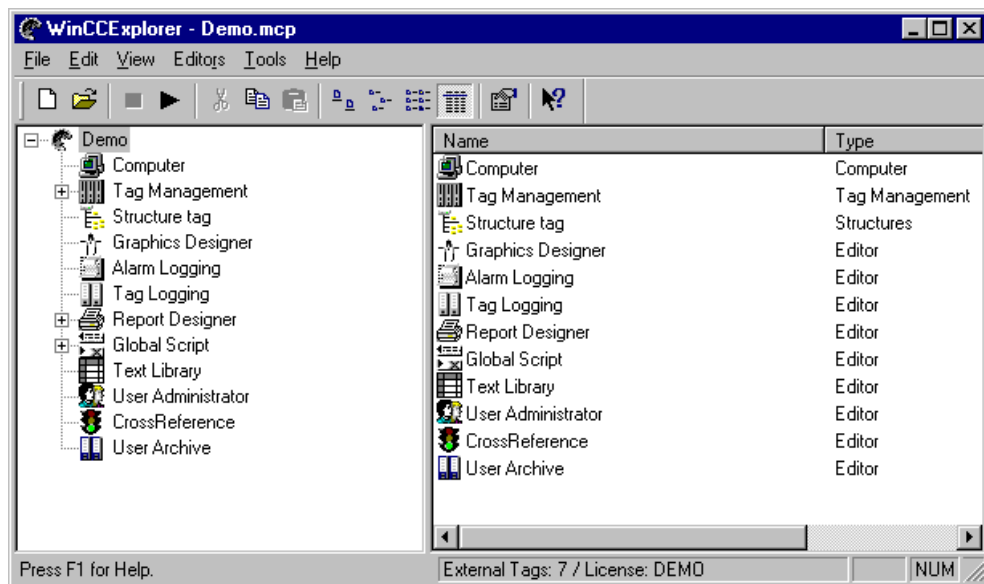 WinCCExplorer - Demo.mcp
File Edit View Editors Tools Help
Demo
Computer
Tag Management
Structure tag
Graphics Designer
Alarm Logging
Tag Logging
Report Designer
Global Script
Text Library
User Administrator
CrossReference
User Archive
Name Type
Computer Computer
Tag Management Tag Management
Structure tag Structures
Graphics Designer Editor
Alarm Logging Editor
Tag Logging Editor
Report Designer Editor
Global Script Editor
Text Library Editor
User Administrator Editor
CrossReference Editor
User Archive Editor
Press F1 for Help. External Tags: 7 / License: DEMO NUM